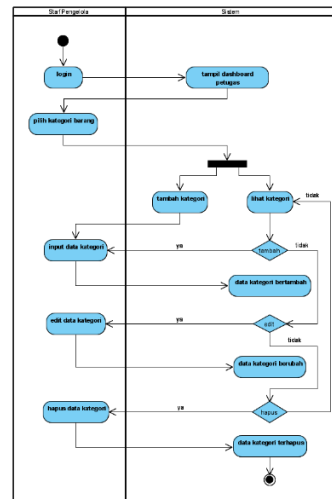 Staf Pengelola
Sistem
login
tampil dashboard
petugas
pilih kategori barang
tambah kategori
lihat kategori
tidak
input data kategori
ya
tambah
tidak
data kategori bertambah
edit data kategori
ya
edit
tidak
data kategori berubah
hapus data kategori
ya
hapus
data kategori terhapus